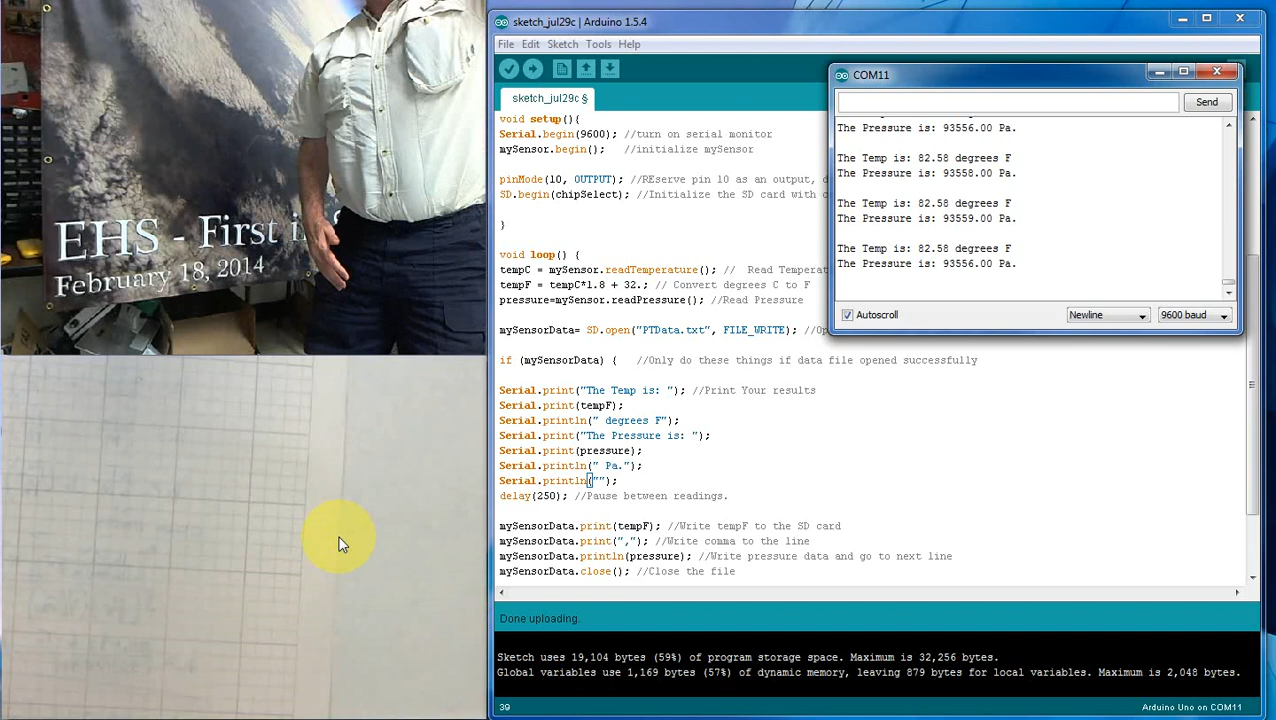 EHS - First i
February 18, 2014
sketch_jul29c | Arduino 1.5.4
File Edit Sketch Tools Help
sketch_jul29c §
void setup(){
Serial.begin(9600); //turn on serial monitor
mySensor.begin(); //initialize mySensor
pinMode(10, OUTPUT); //REserve pin 10 as an output, d
SD.begin(chipSelect); //Initialize the SD card with c
}
void loop() {
tempC = mySensor.readTemperature(); // Read Tempera
tempF = tempC*1.8 + 32.; // Convert degrees C to F
pressure=mySensor.readPressure(); //Read Pressure
mySensorData= SD.open("PTData.txt", FILE_WRITE); //Op
if (mySensorData) { //Only do these things if data file opened successfully
Serial.print("The Temp is: "); //Print Your results
Serial.print(tempF);
Serial.println(" degrees F");
Serial.print("The Pressure is: ");
Serial.print(pressure);
Serial.println(" Pa.");
Serial.println("");
delay(250); //Pause between readings.
mySensorData.print(tempF); //Write tempF to the SD card
mySensorData.print(","); //Write comma to the line
mySensorData.println(pressure); //Write pressure data and go to next line
mySensorData.close(); //Close the file
COM11
Send
The Pressure is: 93556.00 Pa.
The Temp is: 82.58 degrees F
The Pressure is: 93558.00 Pa.
The Temp is: 82.58 degrees F
The Pressure is: 93559.00 Pa.
The Temp is: 82.58 degrees F
The Pressure is: 93556.00 Pa.
Autoscroll
Newline
9600 baud
Done uploading.
Sketch uses 19,104 bytes (59%) of program storage space. Maximum is 32,256 bytes.
Global variables use 1,169 bytes (57%) of dynamic memory, leaving 879 bytes for local variables. Maximum is 2,048 bytes.
39
Arduino Uno on COM11